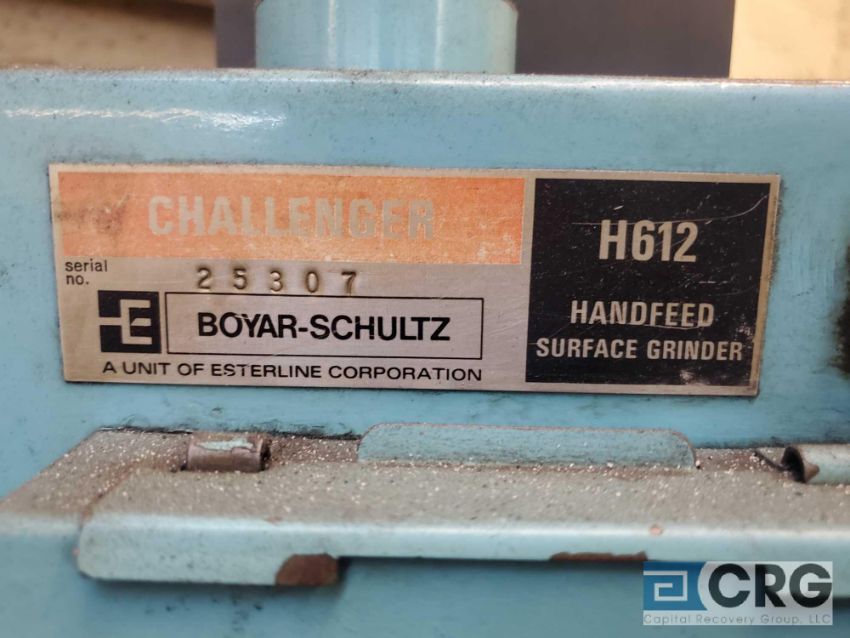 CHALLENGER
serial
no. 25307
E
BOYAR-SCHULTZ
A UNIT OF ESTERLINE CORPORATION
H612
HANDFEED
SURFACE GRINDER
CRG
Capital Recovery Group, LLC